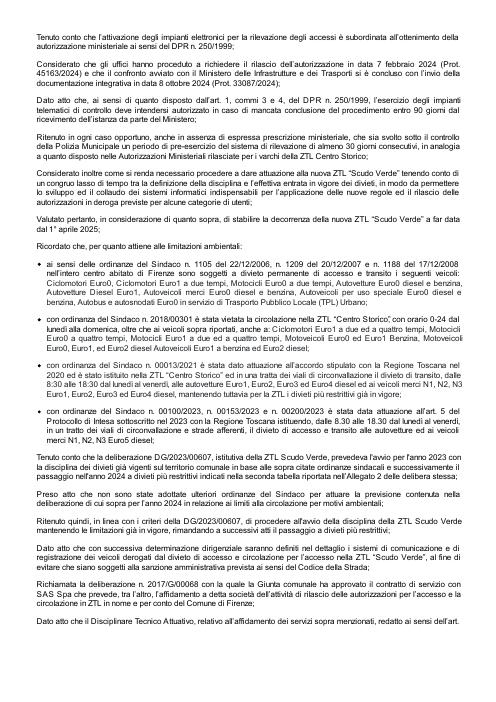 Tenuto conto che l'attivazione degli impianti elettronici per la rilevazione degli accessi è subordinata all'ottenimento della
autorizzazione ministeriale ai sensi del DPR n. 250/1999;
Considerato che gli uffici hanno proceduto a richiedere il rilascio dell'autorizzazione in data 7 febbraio 2024 (Prot.
45163/2024) e che il confronto avviato con il Ministero delle Infrastrutture e dei Trasporti si è concluso con l'invio della
documentazione integrativa in data 8 ottobre 2024 (Prot. 33087/2024);
Dato atto che, ai sensi di quanto disposto dall'art. 1, commi 3 e 4, del DPR n. 250/1999, l'esercizio degli impianti
telematici di controllo deve intendersi autorizzato in caso di mancata conclusione del procedimento entro 90 giorni dal
ricevimento dell'istanza da parte del Ministero;
Ritenuto in ogni caso opportuno, anche in assenza di espressa prescrizione ministeriale, che sia svolto sotto il controllo
della Polizia Municipale un periodo di pre-esercizio del sistema di rilevazione di almeno 30 giorni consecutivi, in analogia
a quanto disposto nelle Autorizzazioni Ministeriali rilasciate per i varchi della ZTL Centro Storico;
Considerato inoltre come si renda necessario procedere a dare attuazione alla nuova ZTL "Scudo Verde" tenendo conto di
un congruo lasso di tempo tra la definizione della disciplina e l'effettiva entrata in vigore dei divieti, in modo da permettere
lo sviluppo ed il collaudo dei sistemi informatici indispensabili per l'applicazione delle nuove regole ed il rilascio delle
autorizzazioni in deroga previste per alcune categorie di utenti;
Valutato pertanto, in considerazione di quanto sopra, di stabilire la decorrenza della nuova ZTL "Scudo Verde" a far data
dal 1° aprile 2025;
Ricordato che, per quanto attiene alle limitazioni ambientali:
• ai sensi delle ordinanze del Sindaco n. 1105 del 22/12/2006, n. 1209 del 20/12/2007 e n. 1188 del 17/12/2008
nell'intero centro abitato di Firenze sono soggetti a divieto permanente di accesso e transito i seguenti veicoli:
Ciclomotori Euro0, Ciclomotori Euro1 a due tempi, Motocicli Euro0 a due tempi, Autovetture Euro0 diesel e benzina,
Autovetture Diesel Euro1, Autoveicoli merci Euro0 diesel e benzina, Autoveicoli per uso speciale Euro0 diesel e
benzina, Autobus e autosnodati Euro0 in servizio di Trasporto Pubblico Locale (TPL) Urbano;
• con ordinanza del Sindaco n. 2018/00301 è stata vietata la circolazione nella ZTL "Centro Storico", con orario 0-24 dal
lunedì alla domenica, oltre che ai veicoli sopra riportati, anche a: Ciclomotori Euro1 a due ed a quattro tempi, Motocicli
Euro0 a quattro tempi, Motocicli Euro1 a due ed a quattro tempi, Motoveicoli Euro0 ed Euro1 Benzina, Motoveicoli
Euro0, Euro1, ed Euro2 diesel Autoveicoli Euro1 a benzina ed Euro2 diesel;
• con ordinanza del Sindaco n. 00013/2021 è stata dato attuazione all'accordo stipulato con la Regione Toscana nel
2020 ed è stato istituito nella ZTL "Centro Storico" ed in una tratta dei viali di circonvallazione il divieto di transito, dalle
8:30 alle 18:30 dal lunedì al venerdì, alle autovetture Euro1, Euro2, Euro3 ed Euro4 diesel ed ai veicoli merci N1, N2, N3
Euro1, Euro2, Euro3 ed Euro4 diesel, mantenendo tuttavia per la ZTL i divieti più restrittivi già in vigore;
• con ordinanze del Sindaco n. 00100/2023, n. 00153/2023 e n. 00200/2023 è stata data attuazione all'art. 5 del
Protocollo di Intesa sottoscritto nel 2023 con la Regione Toscana istituendo, dalle 8.30 alle 18.30 dal lunedì al venerdì,
in un tratto dei viali di circonvallazione e strade afferenti, il divieto di accesso e transito alle autovetture ed ai veicoli
merci N1, N2, N3 Euro5 diesel;
Tenuto conto che la deliberazione DG/2023/00607, istitutiva della ZTL Scudo Verde, prevedeva l'avvio per l'anno 2023 con
la disciplina dei divieti già vigenti sul territorio comunale in base alle sopra citate ordinanze sindacali e successivamente il
passaggio nell'anno 2024 a divieti più restrittivi indicati nella seconda tabella riportata nell'Allegato 2 delle delibera stessa;
Preso atto che non sono state adottate ulteriori ordinanze del Sindaco per attuare la previsione contenuta nella
deliberazione di cui sopra per l'anno 2024 in relazione ai limiti alla circolazione per motivi ambientali;
Ritenuto quindi, in linea con i criteri della DG/2023/00607, di procedere all'avvio della disciplina della ZTL Scudo Verde
mantenendo le limitazioni già in vigore, rimandando a successivi atti il passaggio a divieti più restrittivi;
Dato atto che con successiva determinazione dirigenziale saranno definiti nel dettaglio i sistemi di comunicazione e di
registrazione dei veicoli derogati dal divieto di accesso e circolazione per l'accesso nella ZTL "Scudo Verde", al fine di
evitare che siano soggetti alla sanzione amministrativa prevista ai sensi del Codice della Strada;
Richiamata la deliberazione n. 2017/G/00068 con la quale la Giunta comunale ha approvato il contratto di servizio con
SAS Spa che prevede, tra l'altro, l'affidamento a detta società dell'attività di rilascio delle autorizzazioni per l'accesso e la
circolazione in ZTL in nome e per conto del Comune di Firenze;
Dato atto che il Disciplinare Tecnico Attuativo, relativo all'affidamento dei servizi sopra menzionati, redatto ai sensi dell'art.